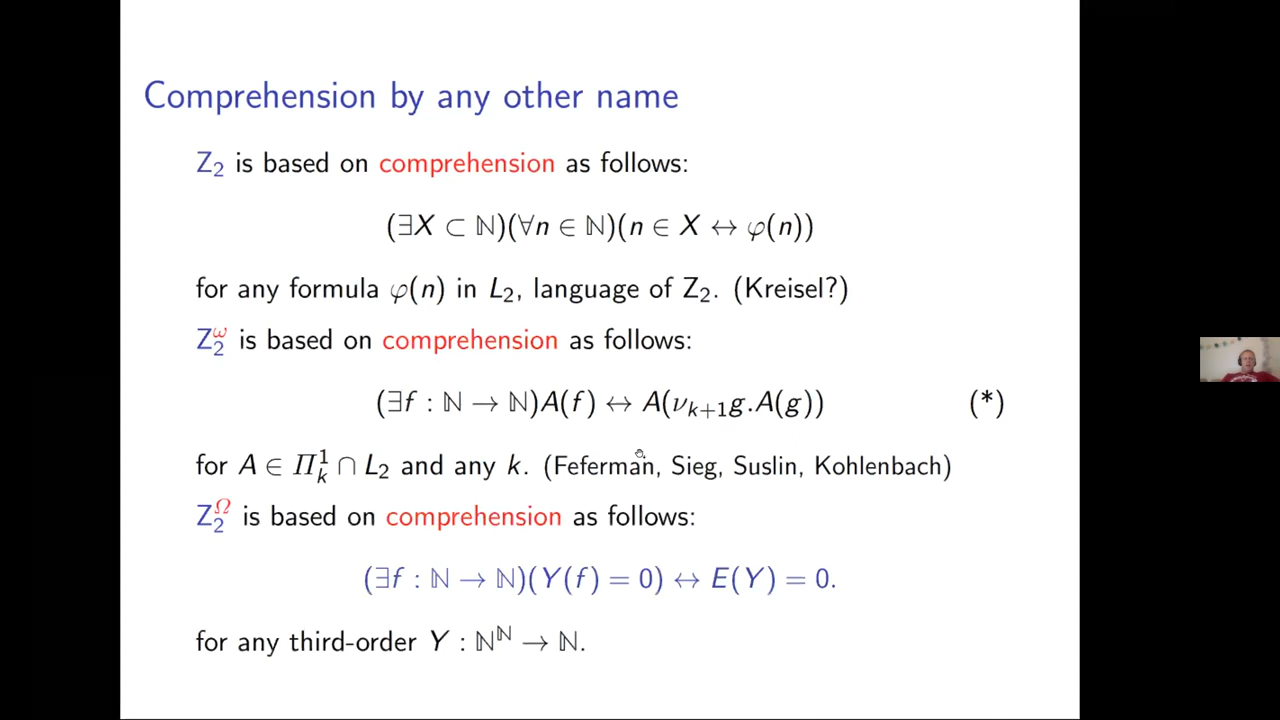 Comprehension by any other name
Z₂ is based on comprehension as follows:
(∃X ⊂ ℕ)(∀n ∈ ℕ)(n ∈ X ↔ φ(n))
for any formula φ(n) in L₂, language of Z₂. (Kreisel?)
Z₂^ω is based on comprehension as follows:
(∃f : ℕ → ℕ)A(f) ↔ A(ν_{k+1}g.A(g)) (*)
for A ∈ Π_k^1 ∩ L₂ and any k. (Feferman, Sieg, Suslin, Kohlenbach)
Z₂^Ω is based on comprehension as follows:
(∃f : ℕ → ℕ)(Y(f) = 0) ↔ E(Y) = 0.
for any third-order Y : ℕ^ℕ → ℕ.